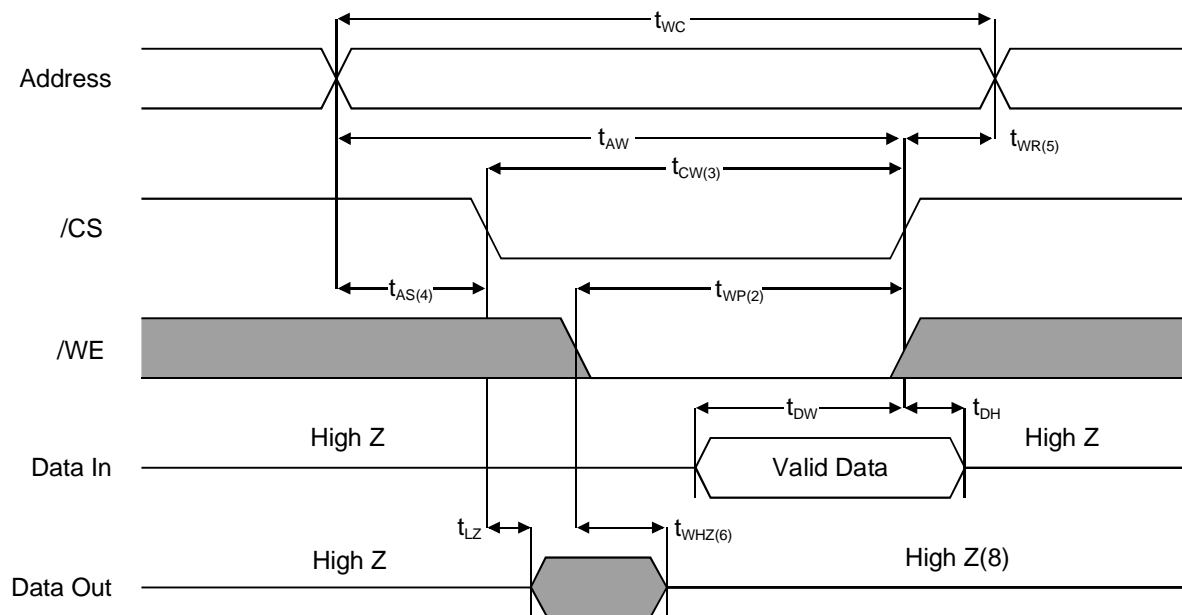 tWC
Address
tAW
tWR(5)
tCW(3)
/CS
tAS(4)
tWP(2)
/WE
tDW
tDH
High Z
High Z
Data In
Valid Data
tLZ
tWHZ(6)
High Z
High Z(8)
Data Out